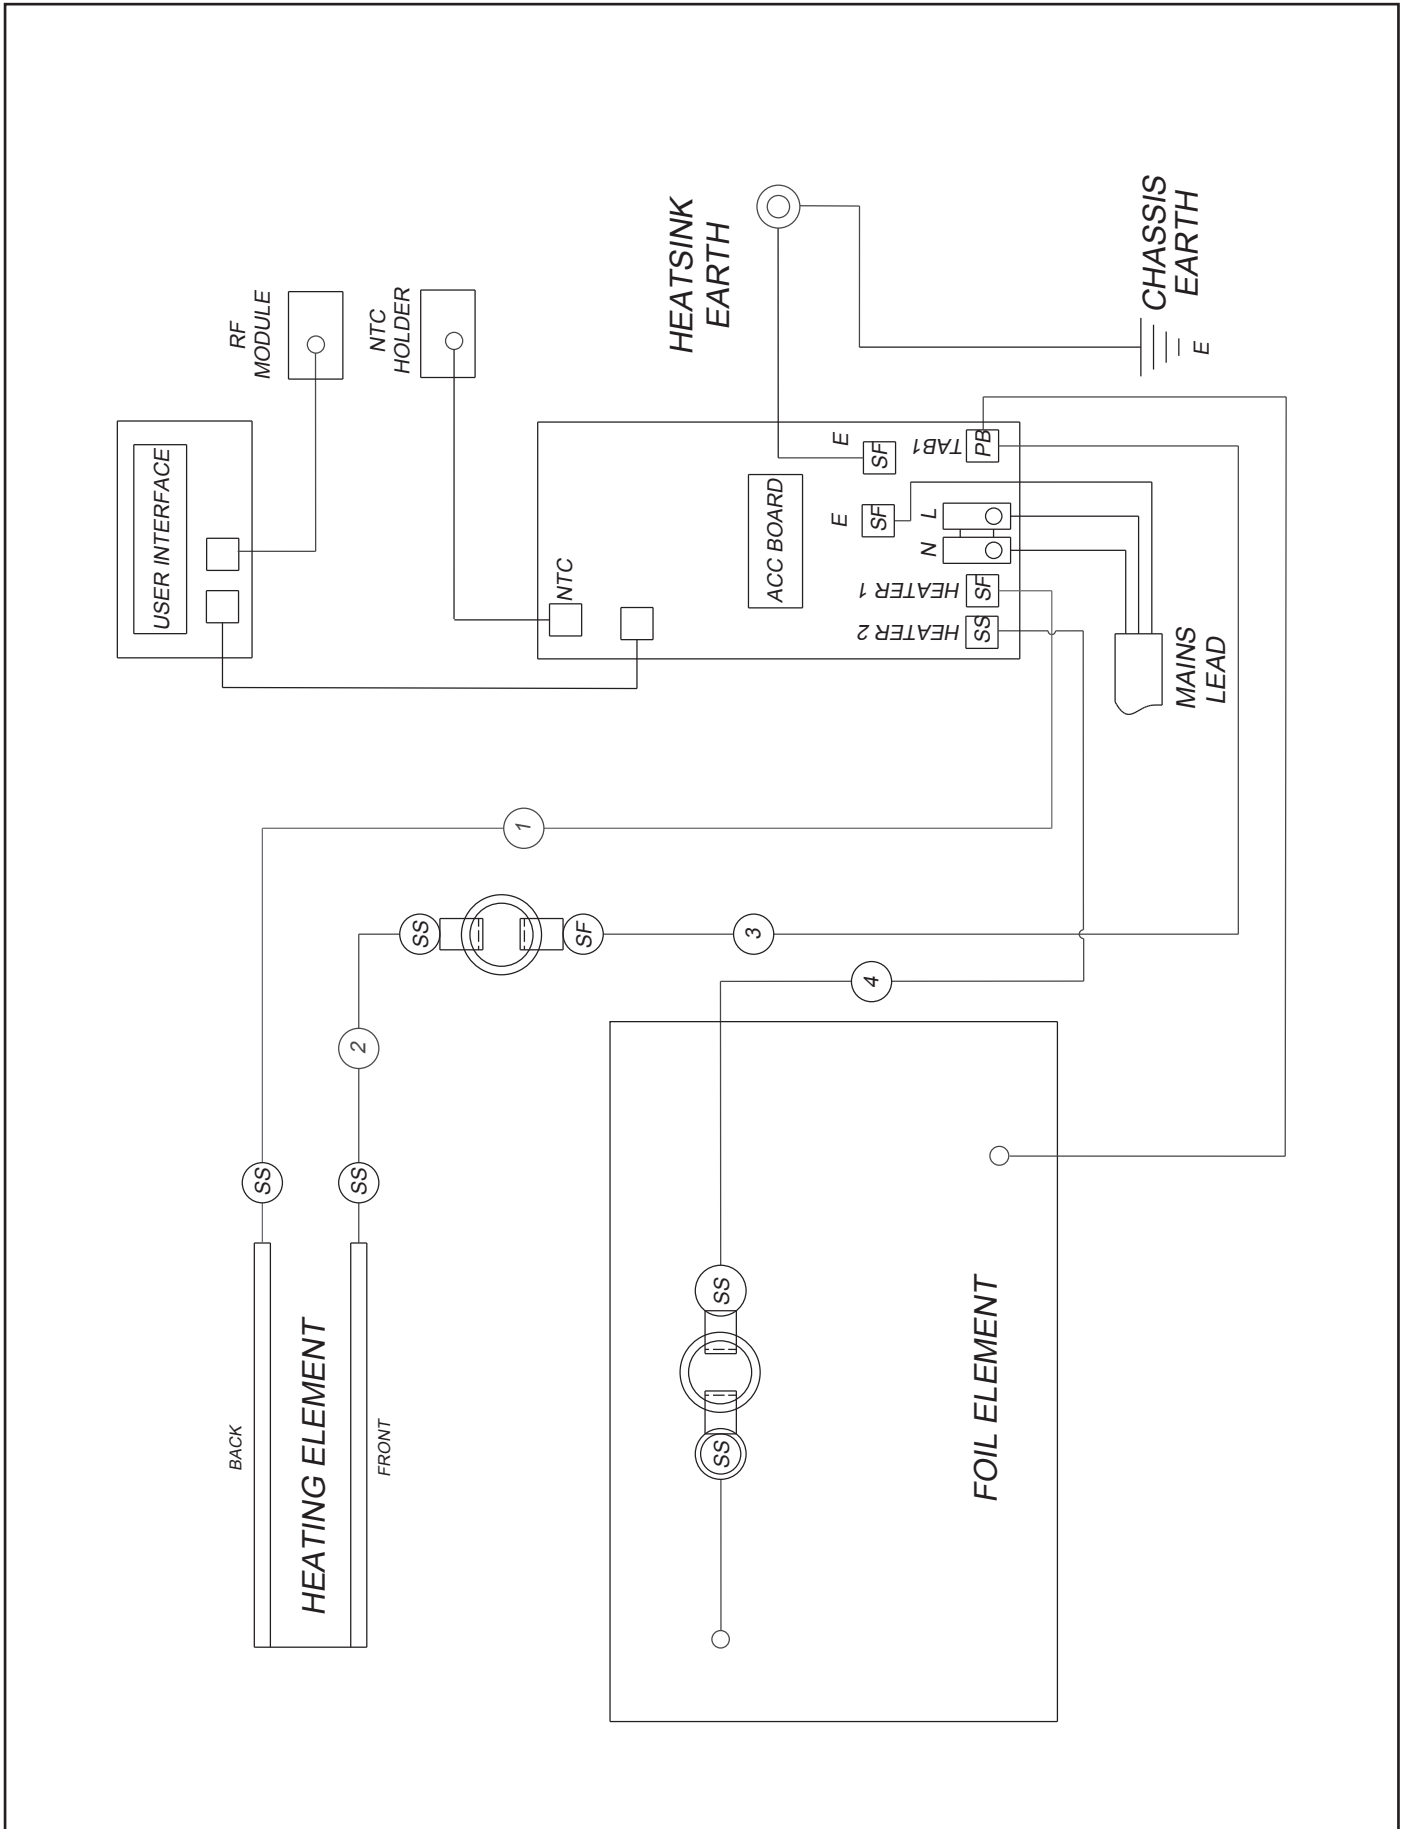 USER INTERFACE
RF
MODULE
NTC
HOLDER
HEATSINK
EARTH
CHASSIS
EARTH
E
ACC BOARD
NTC
E
SF
E
SF
TAB1
PB
L
N
HEATER 1
SF
HEATER 2
SS
MAINS
LEAD
1
2
3
4
SS
SF
SS
SS
BACK
HEATING ELEMENT
FRONT
SS
SS
FOIL ELEMENT